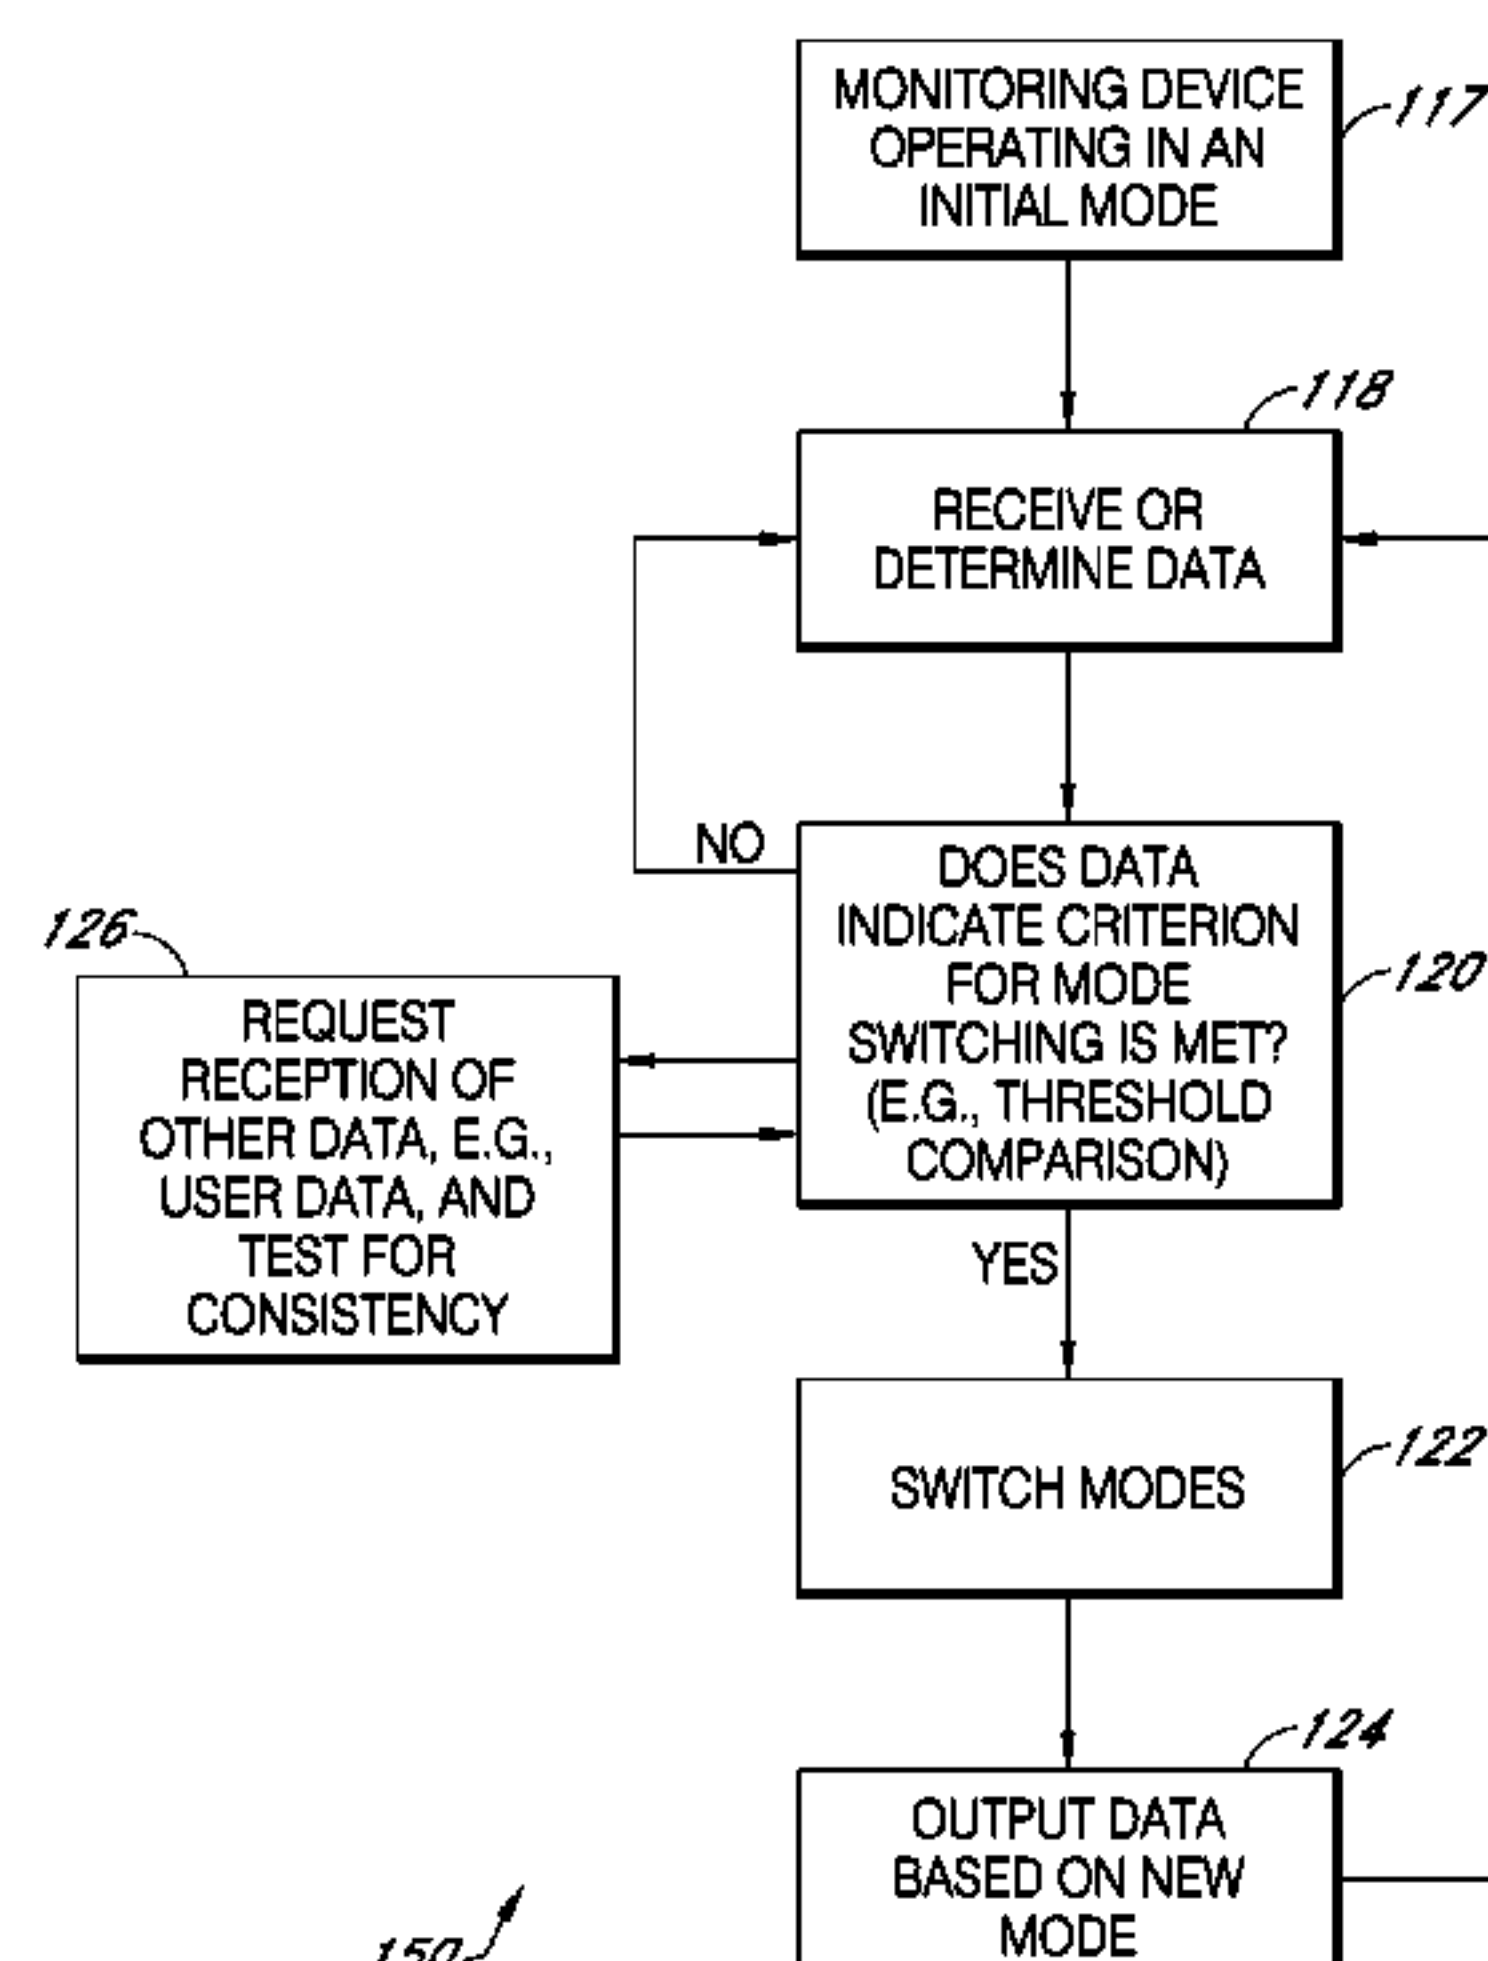 MONITORING DEVICE
OPERATING IN AN
INITIAL MODE
117
118
RECEIVE OR
DETERMINE DATA
NO
DOES DATA
INDICATE CRITERION
FOR MODE
SWITCHING IS MET?
(E.G., THRESHOLD
COMPARISON)
120
126
REQUEST
RECEPTION OF
OTHER DATA, E.G.,
USER DATA, AND
TEST FOR
CONSISTENCY
YES
SWITCH MODES
122
124
OUTPUT DATA
BASED ON NEW
MODE
150